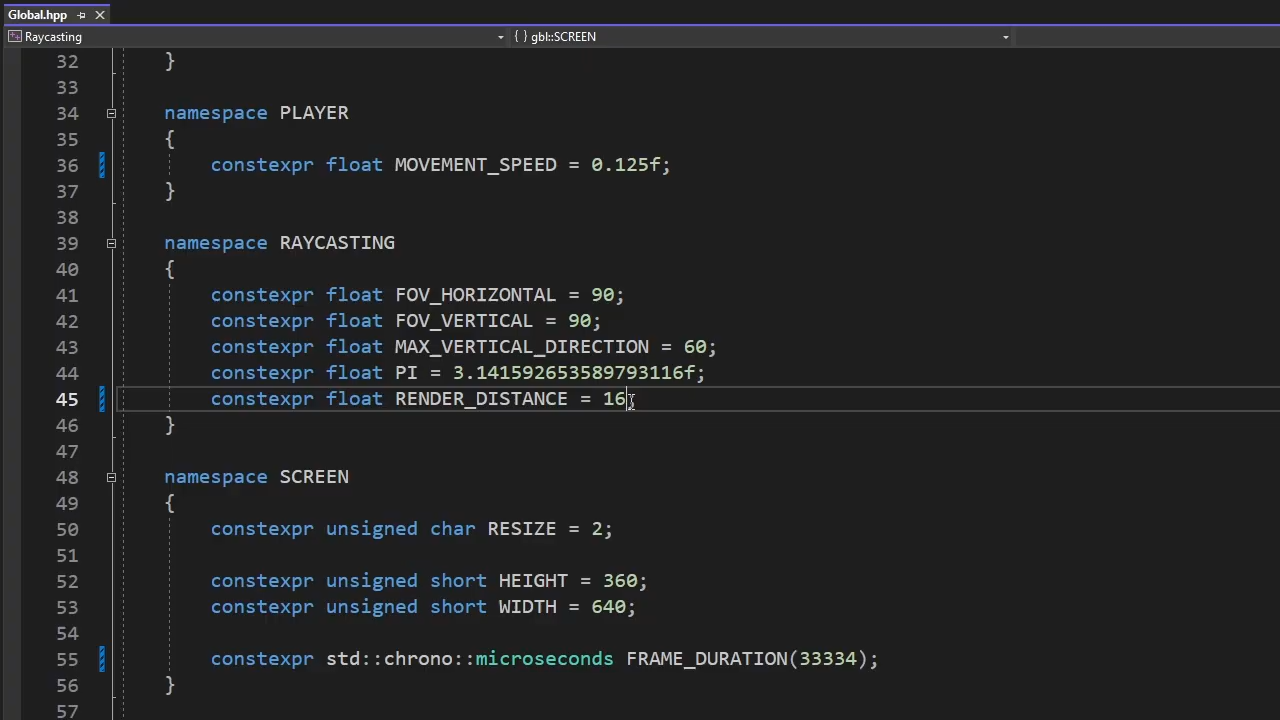 Global.hpp
Raycasting
{ } gbl::SCREEN
32 }
33
34 namespace PLAYER
35 {
36 constexpr float MOVEMENT_SPEED = 0.125f;
37 }
38
39 namespace RAYCASTING
40 {
41 constexpr float FOV_HORIZONTAL = 90;
42 constexpr float FOV_VERTICAL = 90;
43 constexpr float MAX_VERTICAL_DIRECTION = 60;
44 constexpr float PI = 3.141592653589793116f;
45 constexpr float RENDER_DISTANCE = 16;
46 }
47
48 namespace SCREEN
49 {
50 constexpr unsigned char RESIZE = 2;
51
52 constexpr unsigned short HEIGHT = 360;
53 constexpr unsigned short WIDTH = 640;
54
55 constexpr std::chrono::microseconds FRAME_DURATION(33334);
56 }
57